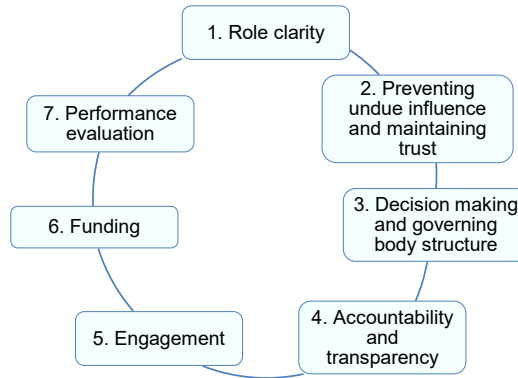 1. Role clarity
2. Preventing
undue influence
and maintaining
trust
3. Decision making
and governing
body structure
4. Accountability
and
transparency
5. Engagement
6. Funding
7. Performance
evaluation